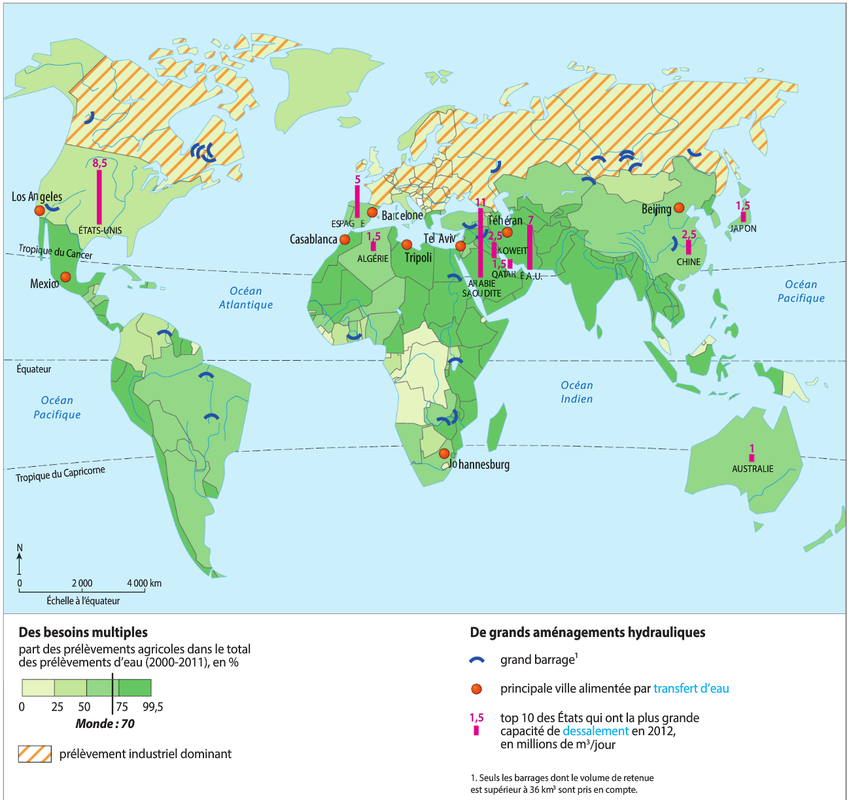 8,5
Los Angeles
ÉTATS-UNIS
Tropique du Cancer
Mexico
Océan
Atlantique
Équateur
Océan
Pacifique
Tropique du Capricorne
5
ESPAGNE
Barcelone
Casablanca
1,5
ALGÉRIE
Tripoli
Tel Aviv
11
Téhéran
7
2,5
KOWEIT
1,5
QATAR
É.A.U.
ARABIE
SAOUDITE
Beijing
1,5
JAPON
2,5
CHINE
Océan
Pacifique
Océan
Indien
Johannesburg
1
AUSTRALIE
N
0 2 000 4 000 km
Échelle à l'équateur
Des besoins multiples
part des prélèvements agricoles dans le total
des prélèvements d'eau (2000-2011), en %
0 25 50 75 99,5
Monde : 70
prélèvement industriel dominant
De grands aménagements hydrauliques
grand barrage¹
principale ville alimentée par transfert d'eau
1,5 top 10 des États qui ont la plus grande
capacité de dessalement en 2012,
en millions de m³/jour
1. Seuls les barrages dont le volume de retenue
est supérieur à 36 km³ sont pris en compte.